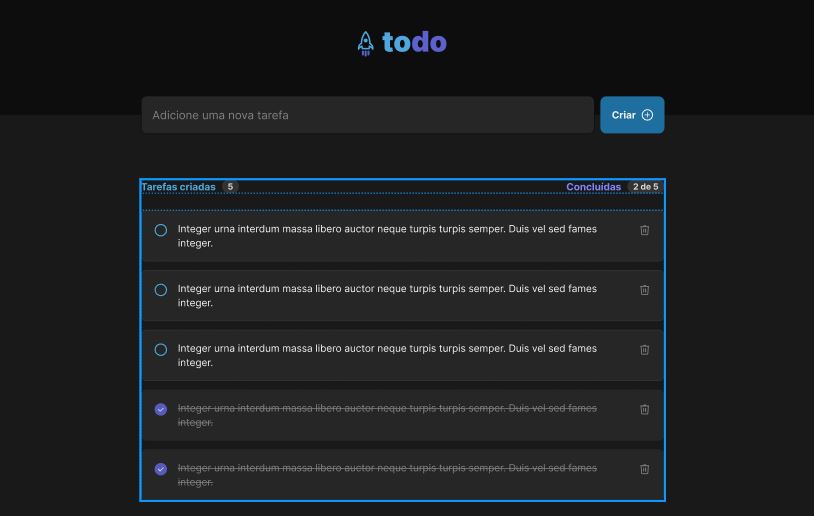 todo
Adicione uma nova tarefa
Criar
Tarefas criadas 5
Concluídas 2 de 5
Integer urna interdum massa libero auctor neque turpis turpis semper. Duis vel sed fames
integer.
Integer urna interdum massa libero auctor neque turpis turpis semper. Duis vel sed fames
integer.
Integer urna interdum massa libero auctor neque turpis turpis semper. Duis vel sed fames
integer.
Integer urna interdum massa libero auctor neque turpis turpis semper. Duis vel sed fames
integer.
Integer urna interdum massa libero auctor neque turpis turpis semper. Duis vel sed fames
integer.